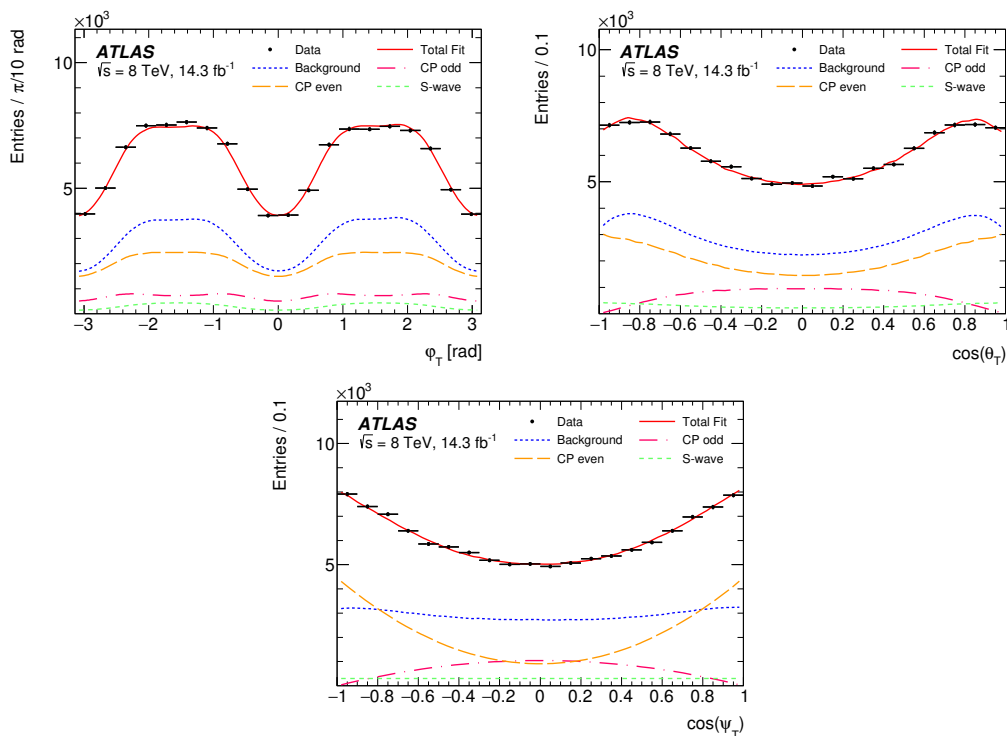 ×10³
Entries / π/10 rad
10
5
0
ATLAS
√s = 8 TeV, 14.3 fb⁻¹
Data
Background
CP even
Total Fit
CP odd
S-wave
−3 −2 −1 0 1 2 3
φ_T [rad]
×10³
Entries / 0.1
10
5
0
ATLAS
√s = 8 TeV, 14.3 fb⁻¹
Data
Background
CP even
Total Fit
CP odd
S-wave
−1 −0.8 −0.6 −0.4 −0.2 0 0.2 0.4 0.6 0.8 1
cos(θ_T)
×10³
Entries / 0.1
10
5
0
ATLAS
√s = 8 TeV, 14.3 fb⁻¹
Data
Background
CP even
Total Fit
CP odd
S-wave
−1 −0.8 −0.6 −0.4 −0.2 0 0.2 0.4 0.6 0.8 1
cos(ψ_T)